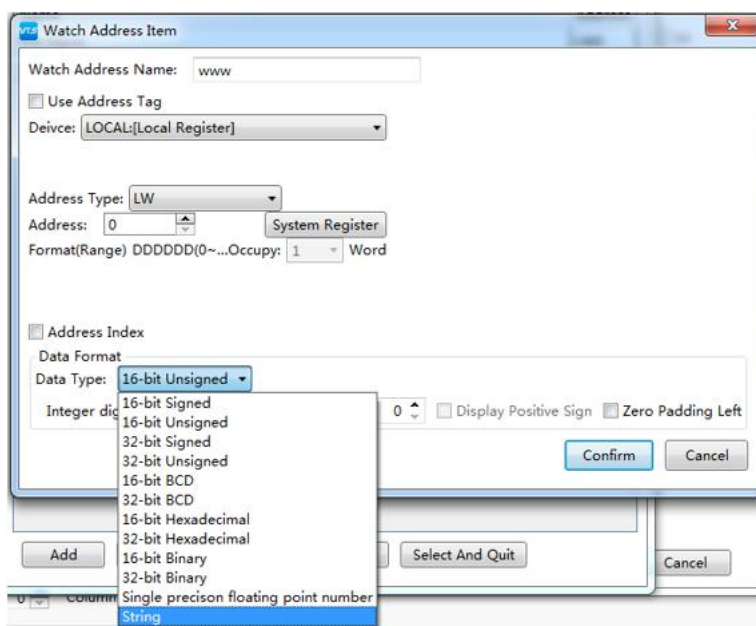 VTS Watch Address Item
Watch Address Name: www
Use Address Tag
Deivce: LOCAL:[Local Register]
Address Type: LW
Address: 0 System Register
Format(Range) DDDDDD(0~...Occupy: 1 Word
Address Index
Data Format
Data Type: 16-bit Unsigned
Integer dig 0 Display Positive Sign Zero Padding Left
16-bit Signed
16-bit Unsigned
32-bit Signed
32-bit Unsigned
16-bit BCD
32-bit BCD
16-bit Hexadecimal
32-bit Hexadecimal
16-bit Binary
32-bit Binary
Single precison floating point number
String
Confirm Cancel
Add Select And Quit Cancel
0 Column